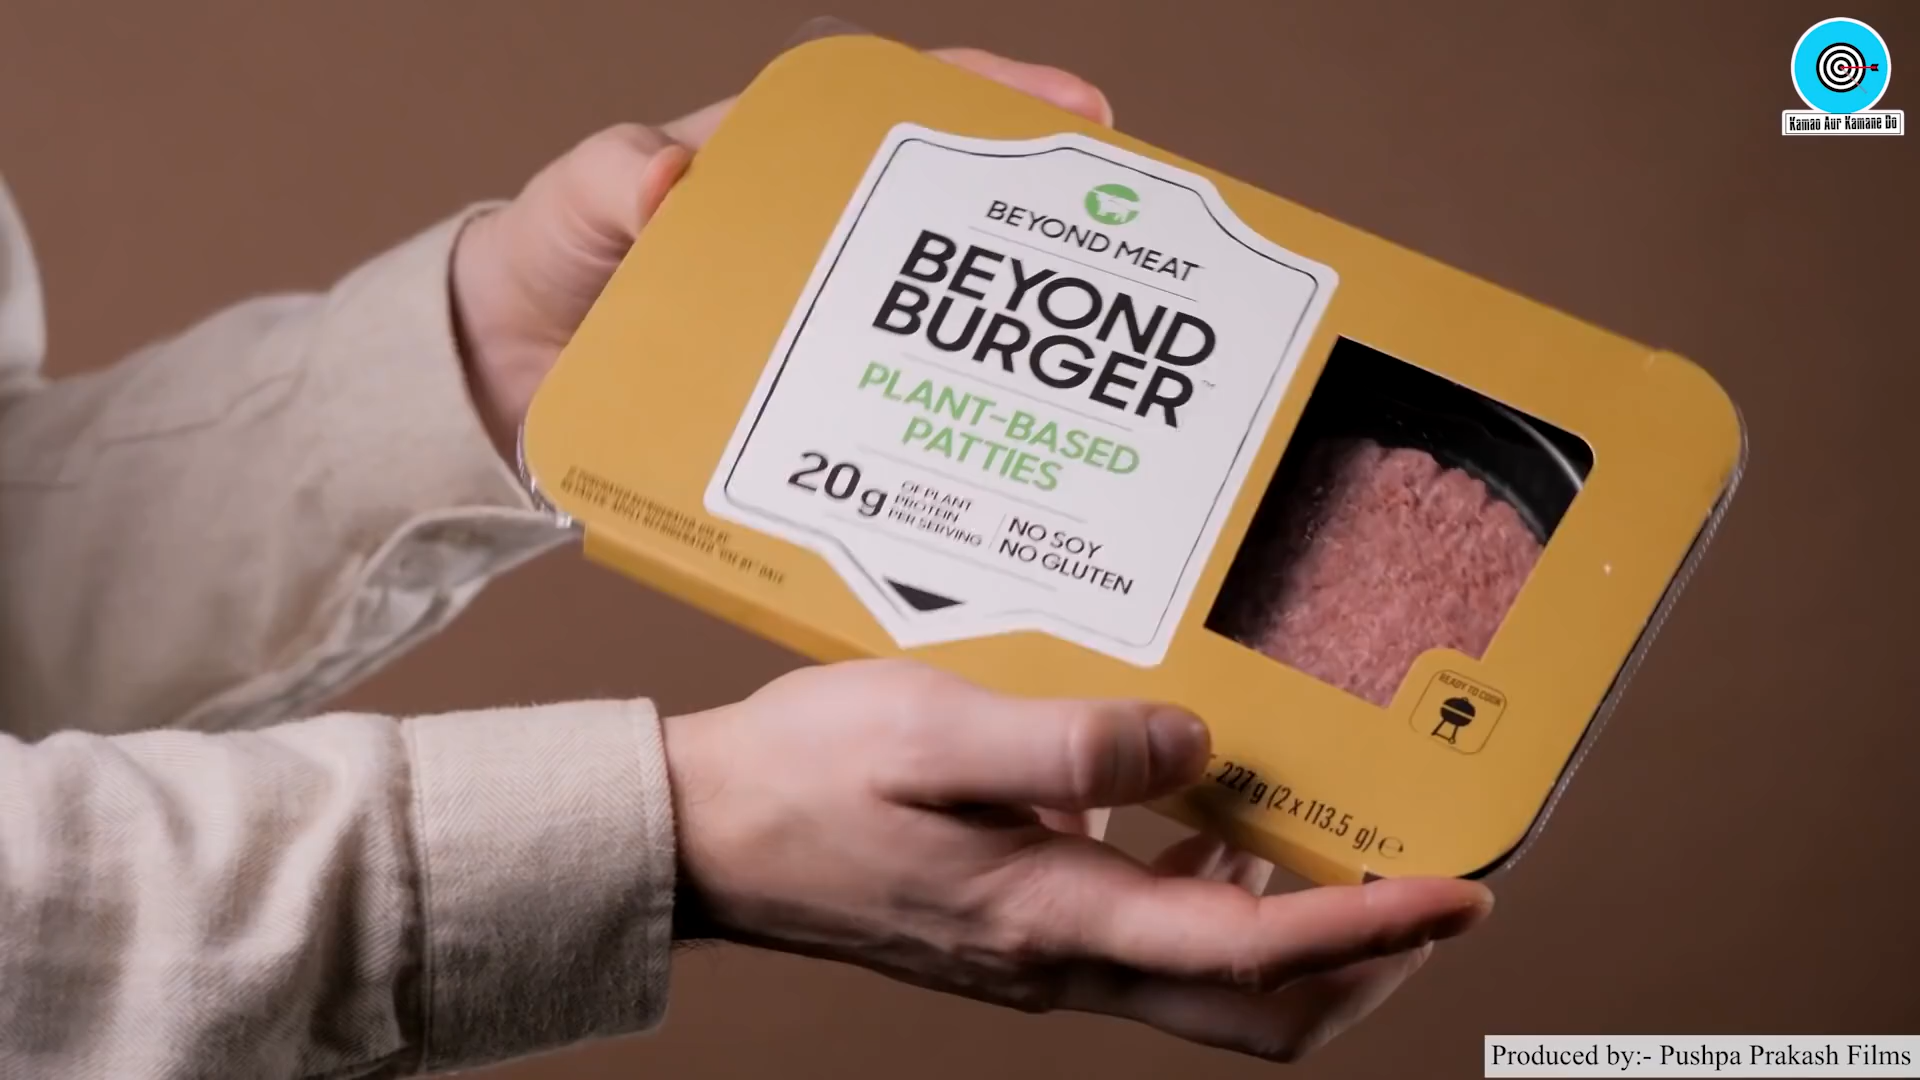 Kamao Aur Kamane Do
BEYOND MEAT
BEYOND
BURGER
PLANT-BASED
PATTIES
20g
OF PLANT
PROTEIN
PER SERVING
NO SOY
NO GLUTEN
READY TO COOK
227 g (2 x 113.5 g) ℮
Produced by:- Pushpa Prakash Films